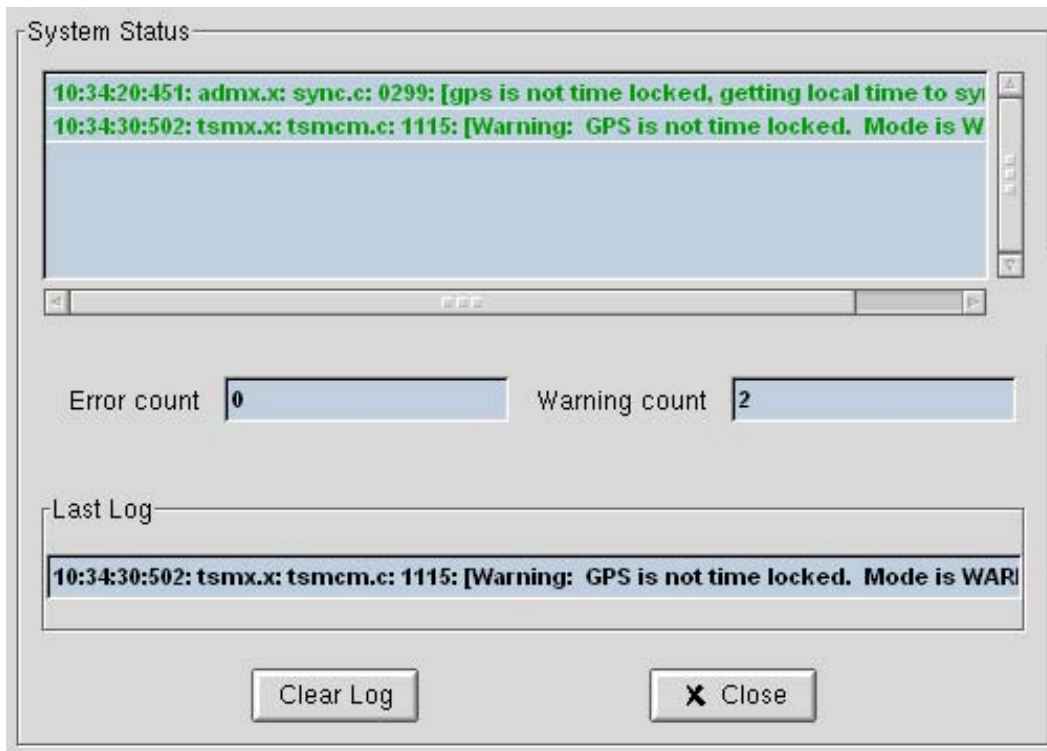 System Status
10:34:20:451: admx.x: sync.c: 0299: [gps is not time locked, getting local time to
10:34:30:502: tsmx.x: tsmcm.c: 1115: [Warning:  GPS is not time locked.  Mode is W
Error count 0 Warning count 2
Last Log
10:34:30:502: tsmx.x: tsmcm.c: 1115: [Warning:  GPS is not time locked.  Mode is WAR
Clear Log X Close